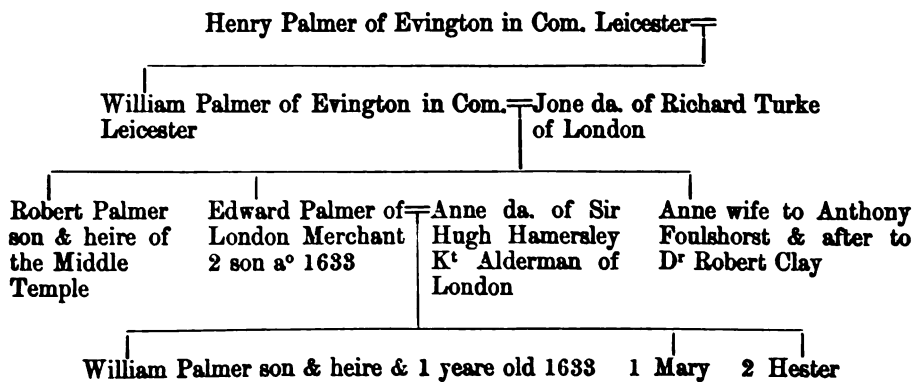 Henry Palmer of Evington in Com. Leicester
William Palmer of Evington in Com.
Leicester
Jone da. of Richard Turke
of London
Robert Palmer
son & heire of
the Middle
Temple
Edward Palmer of
London Merchant
2 son aº 1633
Anne da. of Sir
Hugh Hamersley
Kᵗ Alderman of
London
Anne wife to Anthony
Foulshorst & after to
Dʳ Robert Clay
William Palmer son & heire & 1 yeare old 1633
1 Mary
2 Hester